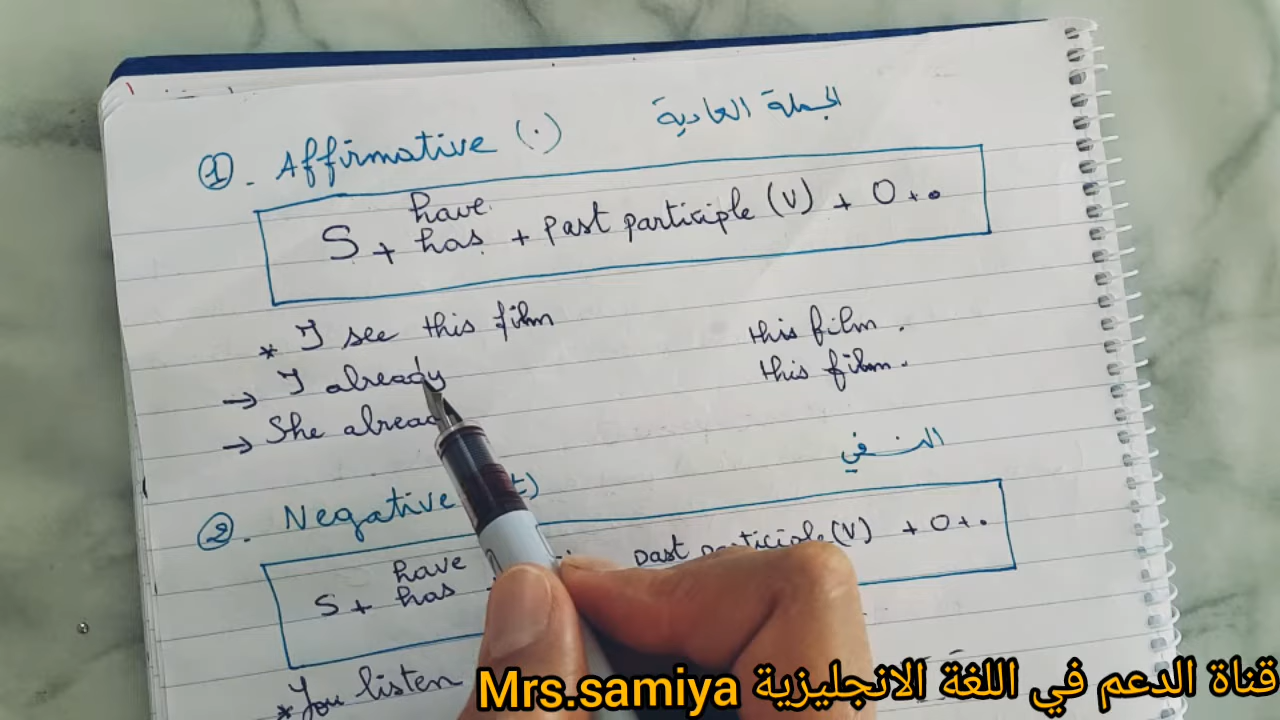 1. Affirmative (.) الجملة العادية
have
S + has + Past participle (V) + O + .
* I see this film
this film .
→ I already
this film .
→ She alread
النفي
2. Negative
have
past participle (V) + O + .
S + has
* You listen
Mrs.samiya قناة الدعم في اللغة الانجليزية